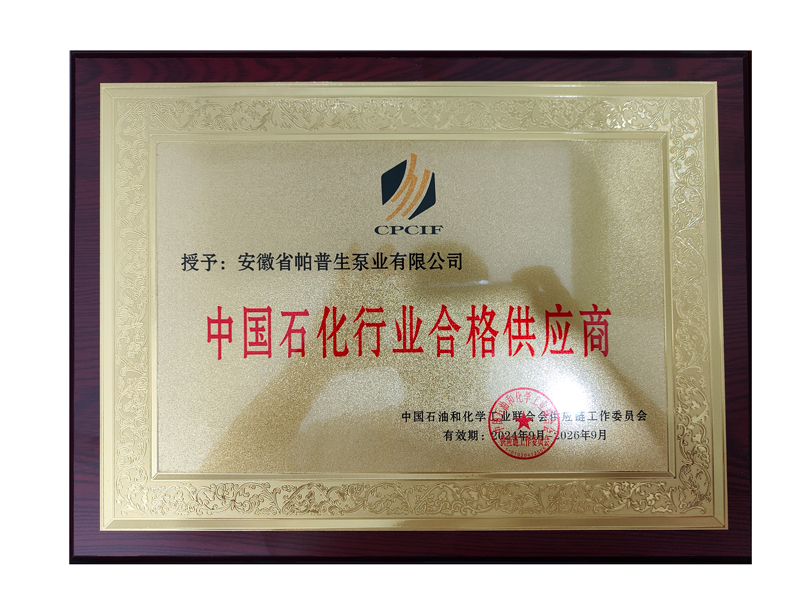 CPCIF
授予：安徽省帕普生泵业有限公司
中国石化行业合格供应商
中国石油和化学工业联合会供应链工作委员会
有效期：2024年9月-2026年9月